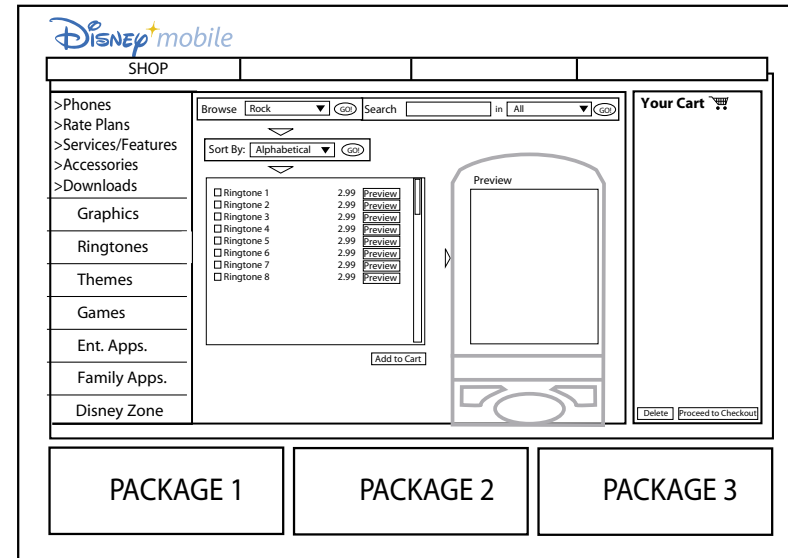 Disney mobile
SHOP
>Phones
>Rate Plans
>Services/Features
>Accessories
>Downloads
Graphics
Ringtones
Themes
Games
Ent. Apps.
Family Apps.
Disney Zone
Browse Rock GO! Search in All GO!
Sort By: Alphabetical GO!
Ringtone 1 2.99 Preview
Ringtone 2 2.99 Preview
Ringtone 3 2.99 Preview
Ringtone 4 2.99 Preview
Ringtone 5 2.99 Preview
Ringtone 6 2.99 Preview
Ringtone 7 2.99 Preview
Ringtone 8 2.99 Preview
Add to Cart
Preview
Your Cart
Delete Proceed to Checkout
PACKAGE 1 PACKAGE 2 PACKAGE 3